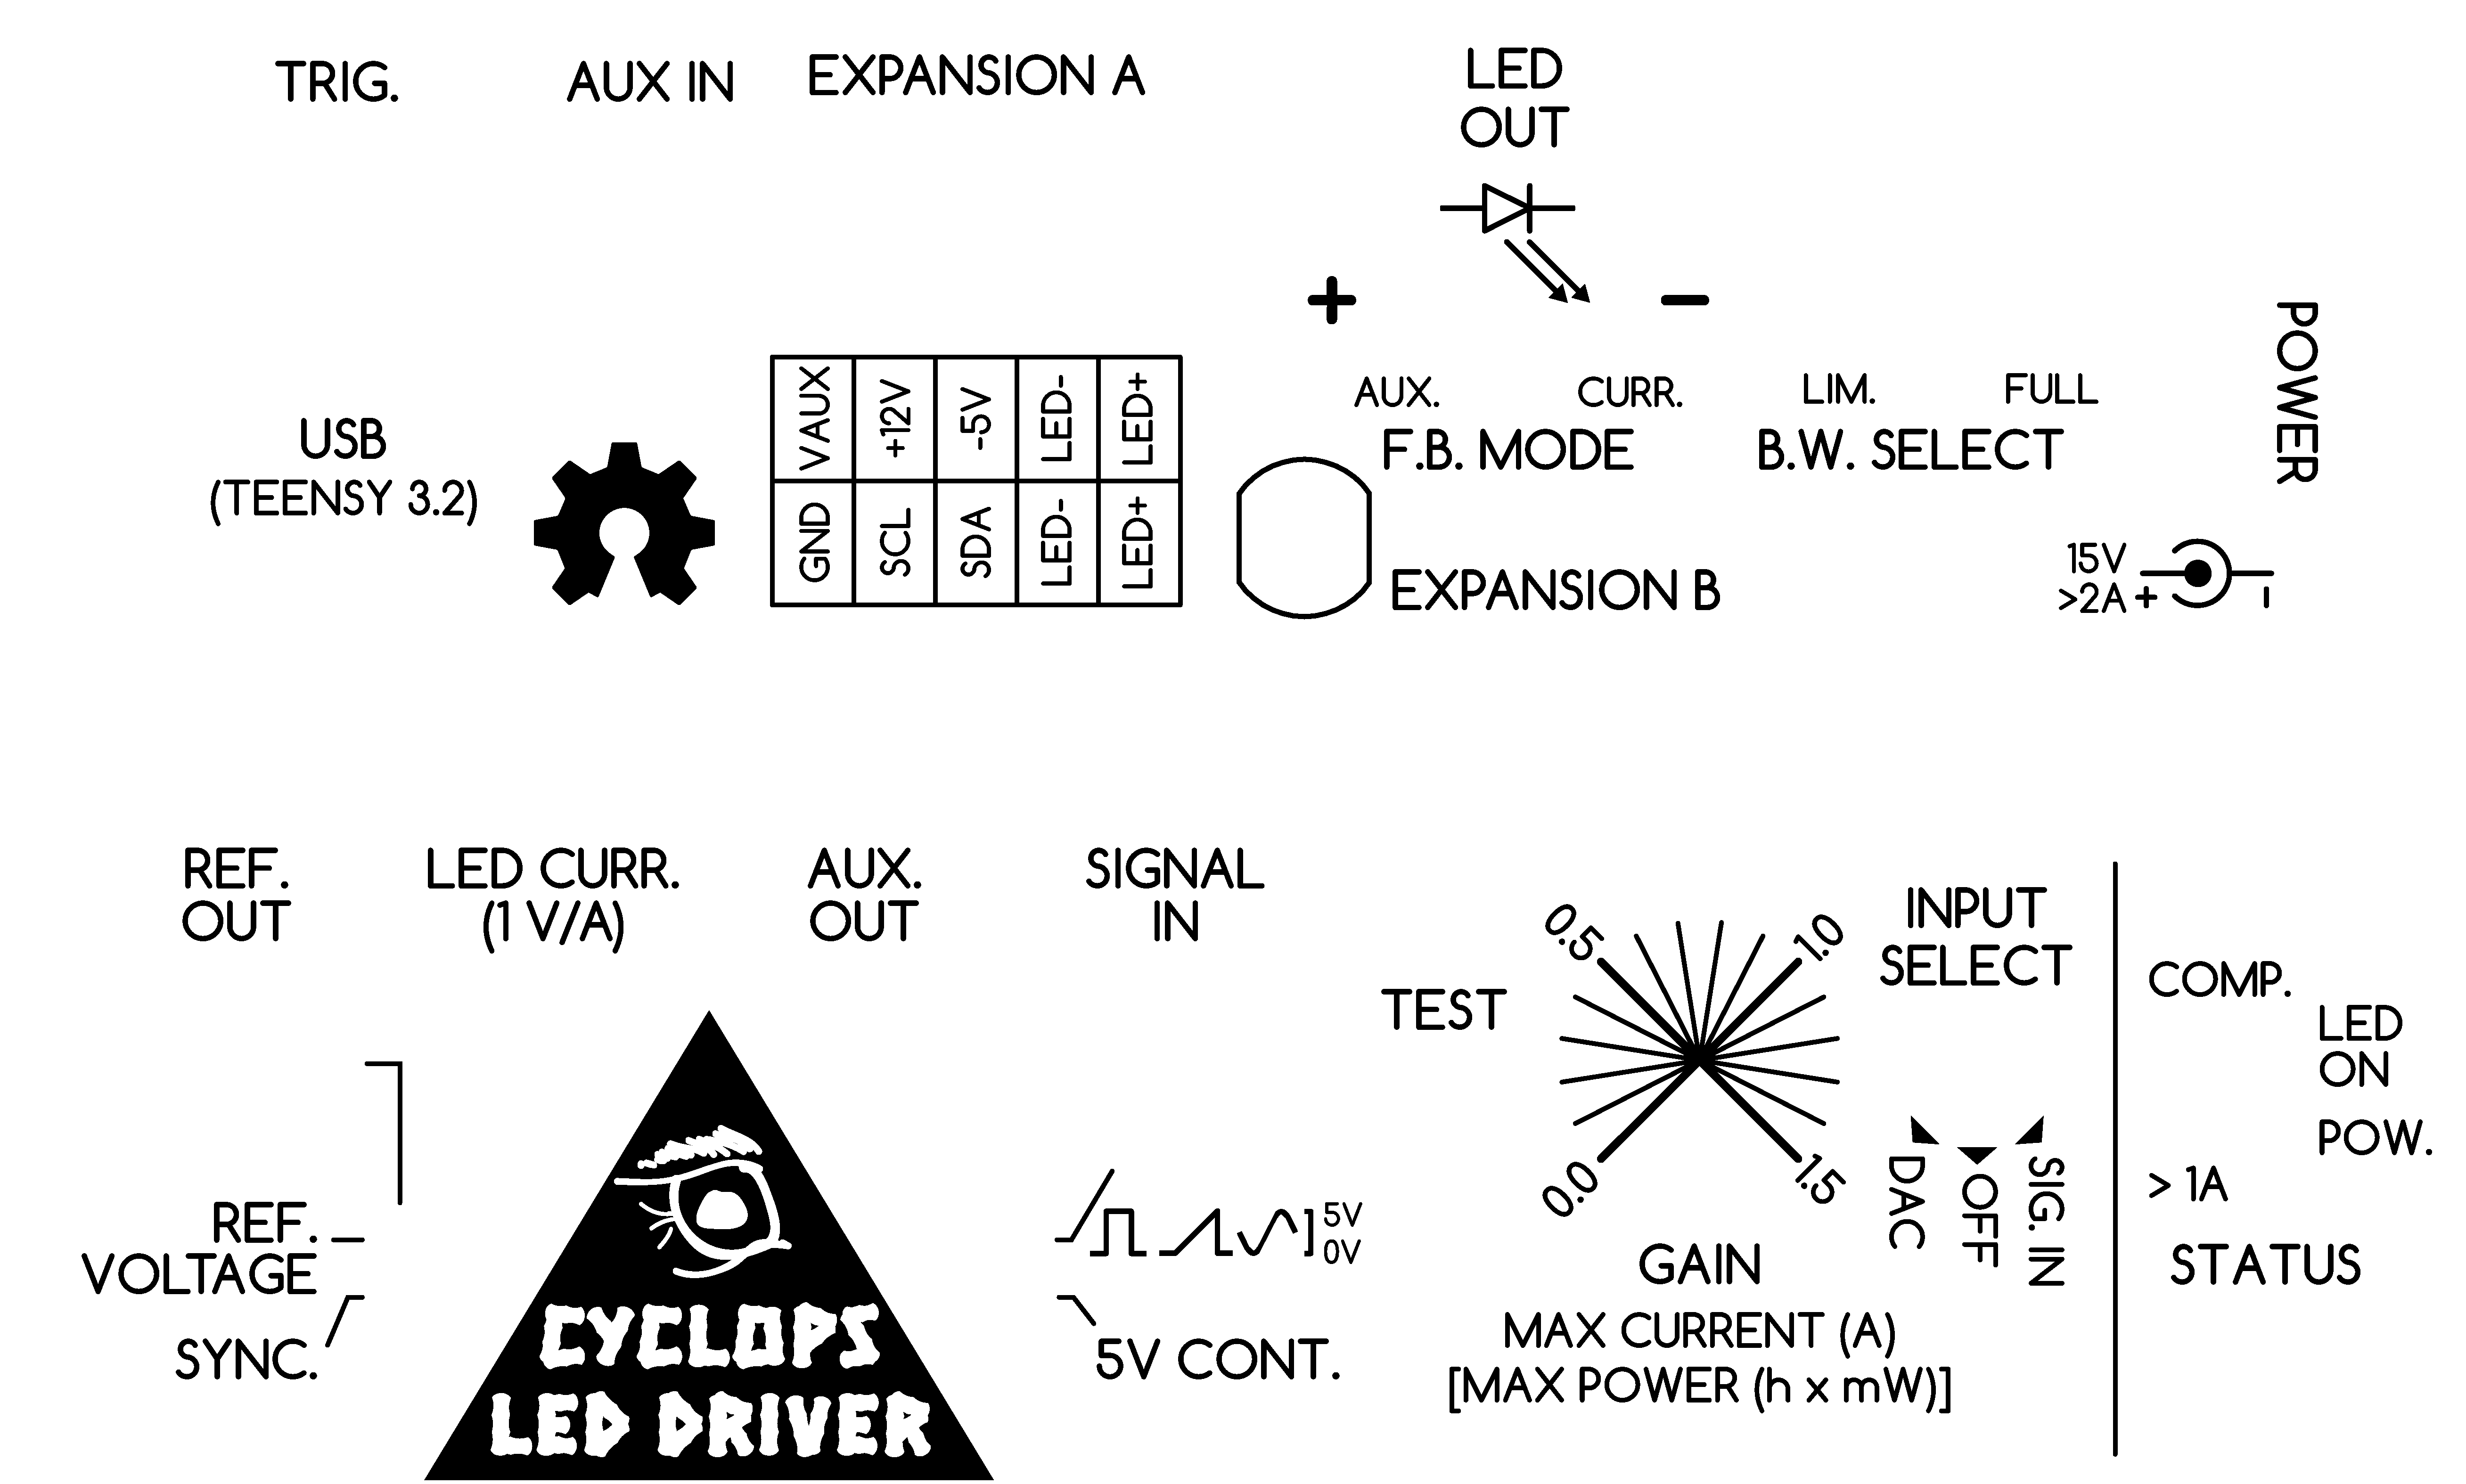 TRIG.
AUX IN
EXPANSION A
LED
OUT
+ −
POWER
AUX.
CURR.
LIM.
FULL
F.B. MODE
B.W. SELECT
USB
(TEENSY 3.2)
VAUX
+12V
-5V
LED-
LED+
GND
SCL
SDA
LED-
LED+
EXPANSION B
15V
>2A + -
REF.
OUT
LED CURR.
(1 V/A)
AUX.
OUT
SIGNAL
IN
TEST
0.0
0.5
1.0
1.5
GAIN
MAX CURRENT (A)
[MAX POWER (h x mW)]
INPUT
SELECT
DAC
OFF
SIG. IN
COMP.
LED
ON
POW.
> 1A
STATUS
REF.
VOLTAGE
SYNC.
CYCLOPS
LED DRIVER
5V
0V
5V CONT.